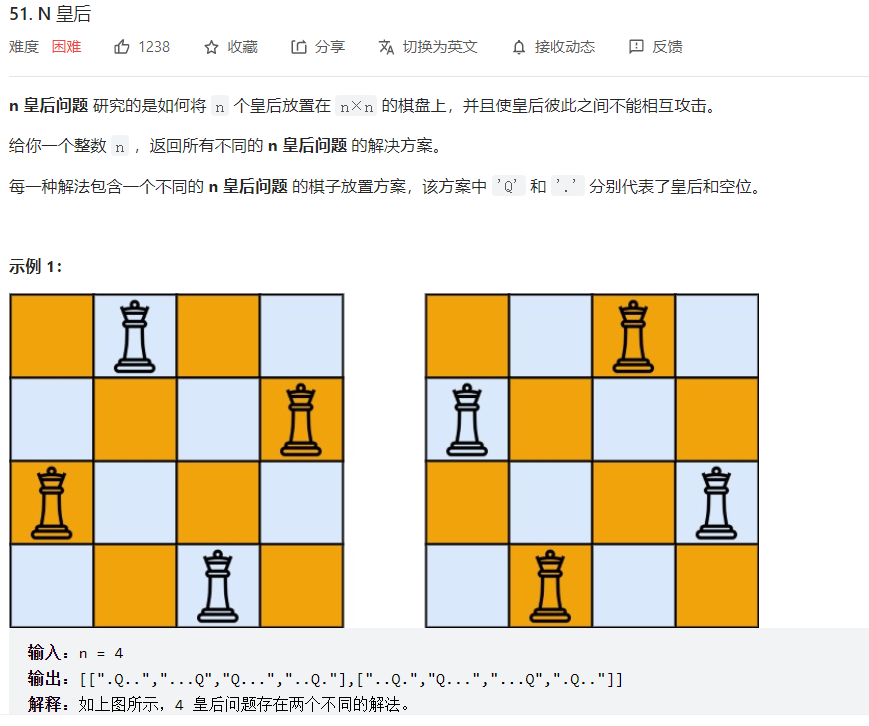 51. N 皇后
难度 困难 1238 收藏 分享 切换为英文 接收动态 反馈
n 皇后问题 研究的是如何将 n 个皇后放置在 n×n 的棋盘上，并且使皇后彼此之间不能相互攻击。
给你一个整数 n ，返回所有不同的 n 皇后问题 的解决方案。
每一种解法包含一个不同的 n 皇后问题 的棋子放置方案，该方案中 'Q' 和 '.' 分别代表了皇后和空位。
示例 1：
输入：n = 4
输出：[[".Q..","...Q","Q...","..Q."],["..Q.","Q...","...Q",".Q.."]]
解释：如上图所示，4 皇后问题存在两个不同的解法。